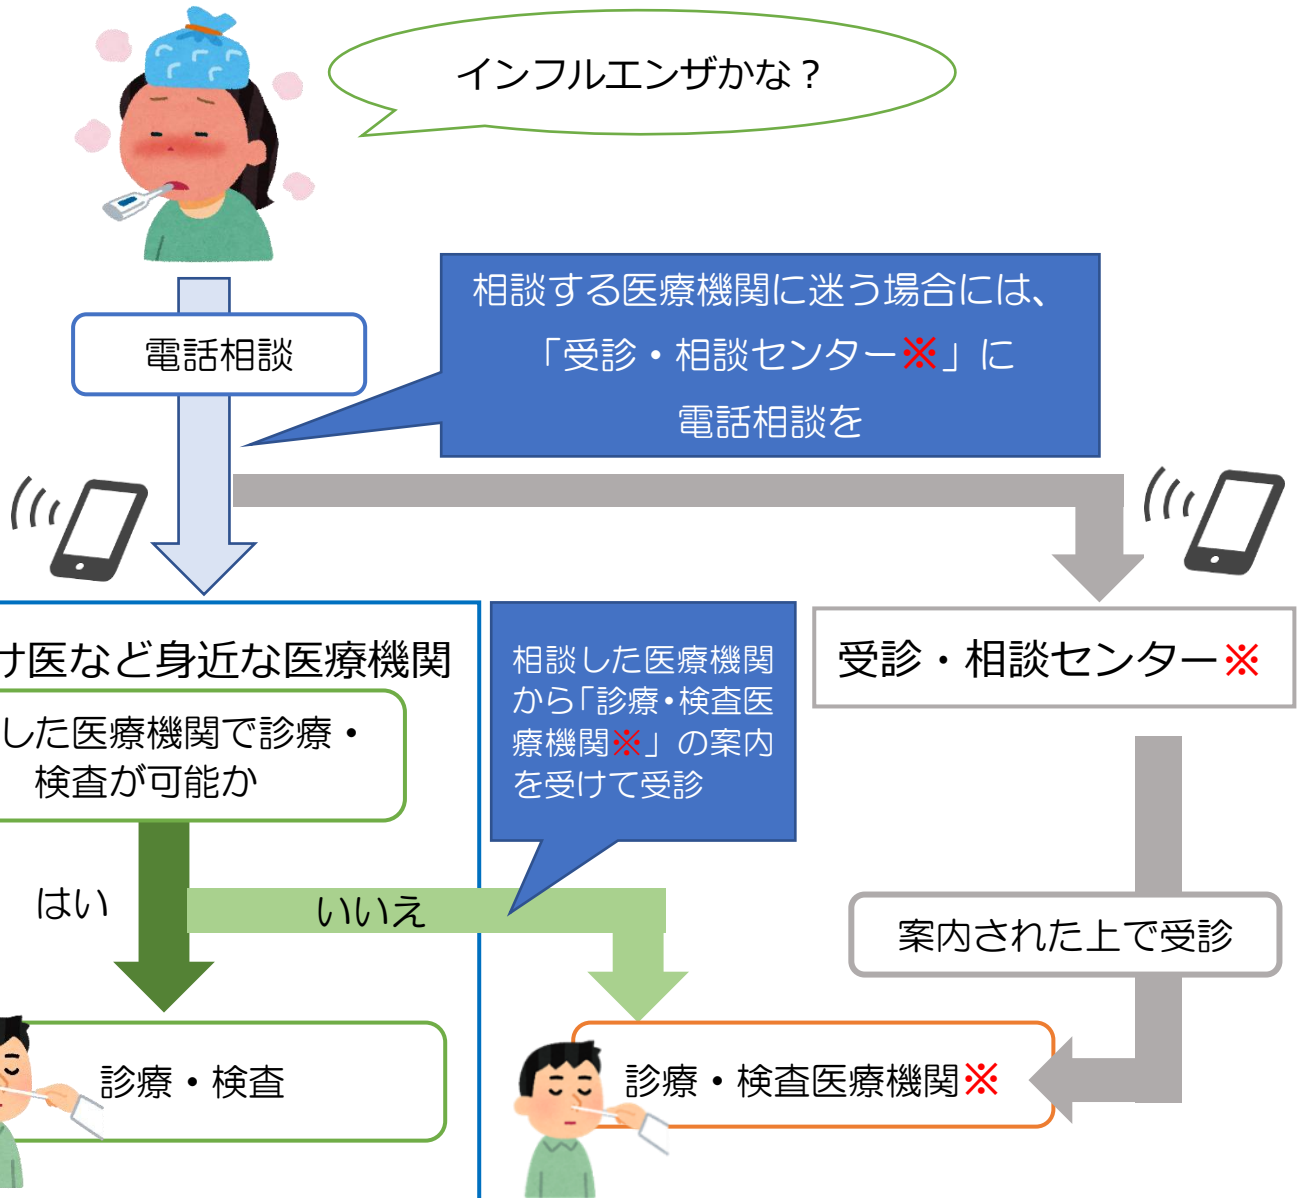 インフルエンザかな？
電話相談
相談する医療機関に迷う場合には、
「受診・相談センター※」に
電話相談を
け医など身近な医療機関
した医療機関で診療・
検査が可能か
はい
いいえ
相談した医療機関
から「診療・検査医
療機関※」の案内
を受けて受診
受診・相談センター※
案内された上で受診
診療・検査
診療・検査医療機関※